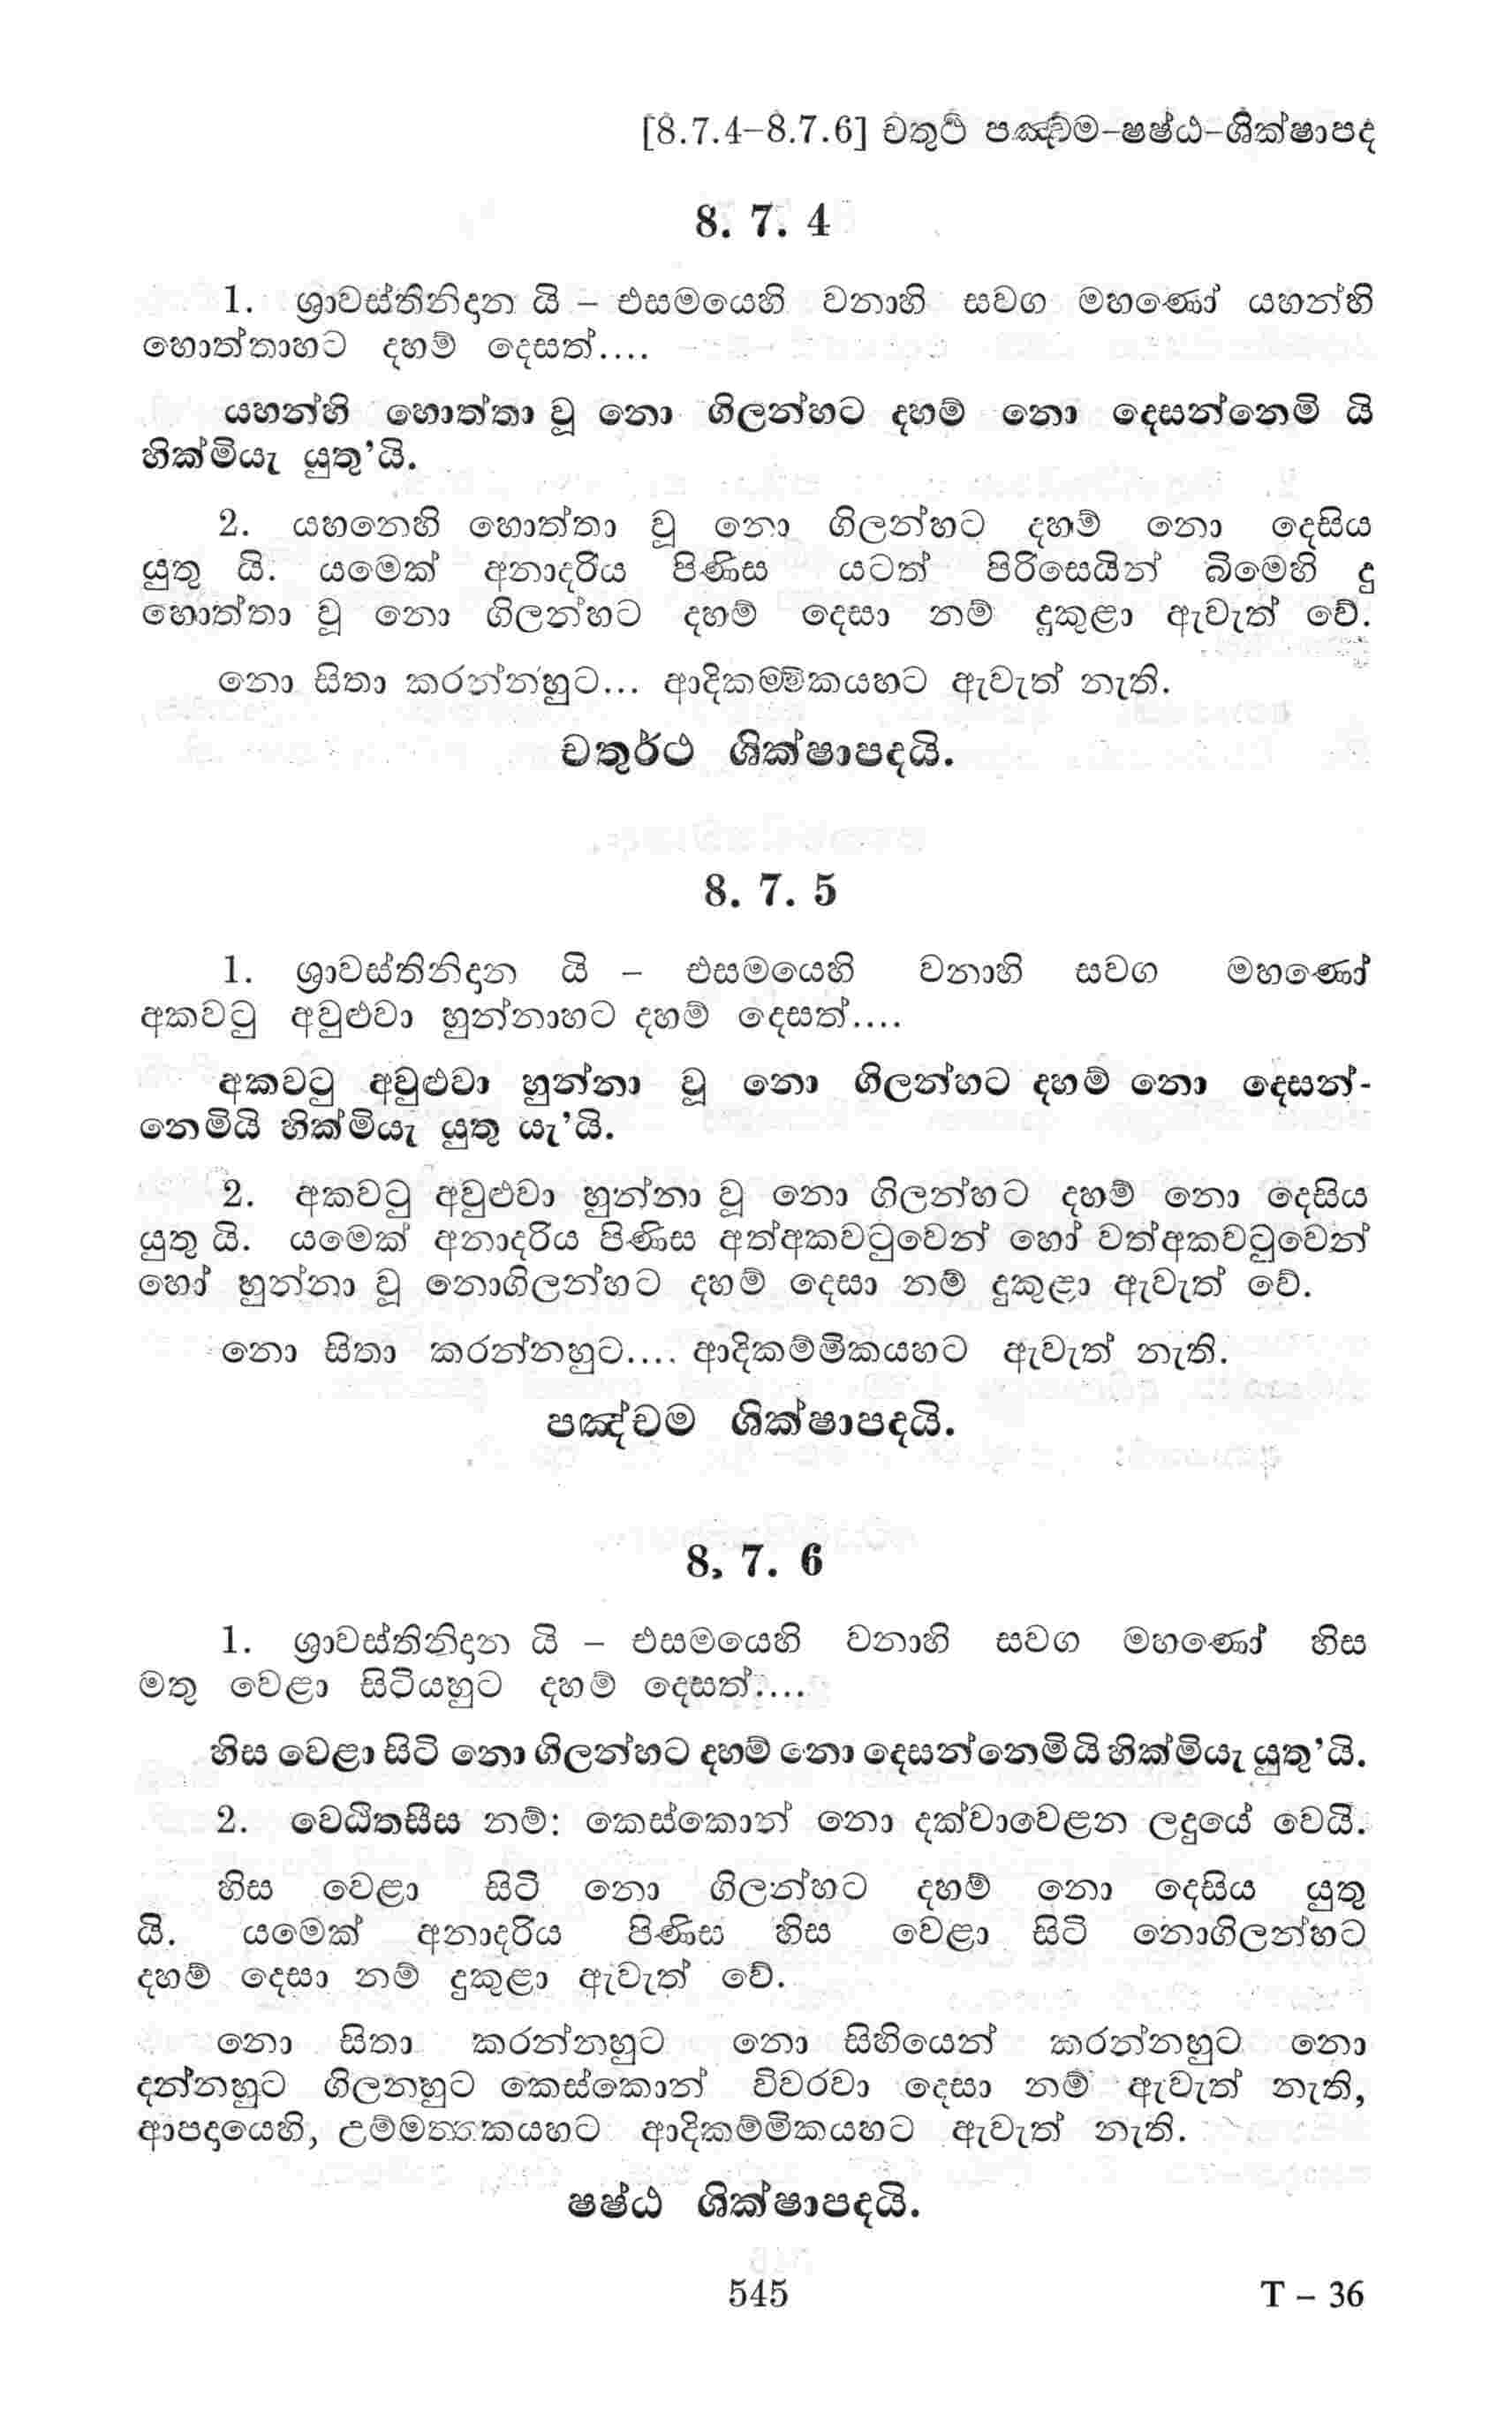 [8.7.4–8.7.6] චතුර්‍ථ පඤ්චම–ෂෂ්ඨ–ශික්ෂාපද
8. 7. 4
1. ශ්‍රාවස්තිනිදාන යි – එසමයෙහි වනාහි සවග මහණෝ යහන්හි
හොත්තාහට දහම් දෙසත්....
යහන්හි හොත්තා වූ නො ගිලන්හට දහම් නො දෙසන්නෙමි යි
හික්මියැ යුතු’යි.
2. යහනෙහි හොත්තා වූ නො ගිලන්හට දහම් නො දෙසිය
යුතු යි. යමෙක් අනාදරිය පිණිස යටත් පිරිසෙයින් බිමෙහි දු
හොත්තා වූ නො ගිලන්හට දහම් දෙසා නම් දුකුළා ඇවැත් වේ.
නො සිතා කරන්නහුට... ආදිකම්මිකයහට ඇවැත් නැති.
චතුර්ථ ශික්ෂාපදයි.
8. 7. 5
1. ශ්‍රාවස්තිනිදාන යි – එසමයෙහි වනාහි සවග මහණෝ
අකවටු අවුළුවා හුන්නාහට දහම් දෙසත්....
අකවටු අවුළුවා හුන්නා වූ නො ගිලන්හට දහම් නො දෙසන්-
නෙමියි හික්මියැ යුතු යැ’යි.
2. අකවටු අවුළුවා හුන්නා වූ නො ගිලන්හට දහම් නො දෙසිය
යුතු යි. යමෙක් අනාදරිය පිණිස අත්අකවටුවෙන් හෝ වත්අකවටුවෙන්
හෝ හුන්නා වූ නොගිලන්හට දහම් දෙසා නම් දුකුළා ඇවැත් වේ.
නො සිතා කරන්නහුට.... ආදිකම්මිකයහට ඇවැත් නැති.
පඤ්චම ශික්ෂාපදයි.
8, 7. 6
1. ශ්‍රාවස්තිනිදාන යි – එසමයෙහි වනාහි සවග මහණෝ හිස
මතු වෙළා සිටියහුට දහම් දෙසත්....
හිස වෙළා සිටි නො ගිලන්හට දහම් නො දෙසන්නෙමියි හික්මියැ යුතු’යි.
2. වෙඨිතසීස නම්: කෙස්කොන් නො දක්වාවෙළන ලදුයේ වෙයි.
හිස වෙළා සිටි නො ගිලන්හට දහම් නො දෙසිය යුතු
යි. යමෙක් අනාදරිය පිණිස හිස වෙළා සිටි නොගිලන්හට
දහම් දෙසා නම් දුකුළා ඇවැත් වේ.
නො සිතා කරන්නහුට නො සිහියෙන් කරන්නහුට නො
දන්නහුට ගිලනහුට කෙස්කොන් විවරවා දෙසා නම් ඇවැත් නැති,
ආපදායෙහි, උම්මත්තකයහට ආදිකම්මිකයහට ඇවැත් නැති.
ෂෂ්ඨ ශික්ෂාපදයි.
545
T – 36